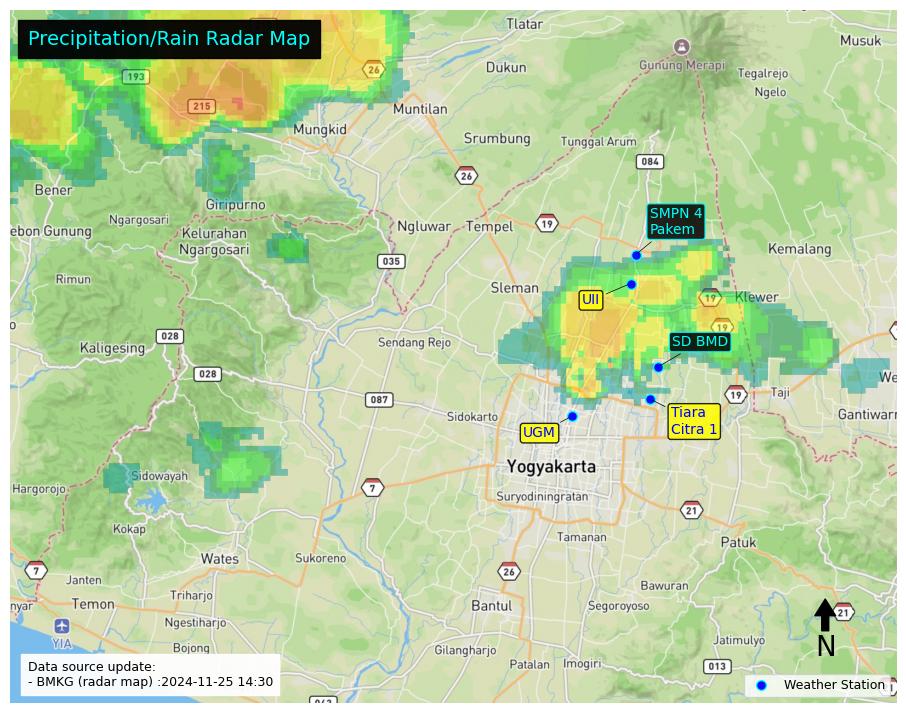 Precipitation/Rain Radar Map
Tlatar
Musuk
193
26
Dukun
Gunung Merapi
Tegalrejo
Ngelo
215
Muntilan
Mungkid
Srumbung
Tunggal Arum
084
26
Bener
Giripurno
SMPN 4
Pakem
Ngargosari
Kelurahan
Ngargosari
Ngluwar
Tempel
19
ebon Gunung
Kemalang
035
Rimun
Sleman
UII
19
Klewer
19
028
Kaligesing
Sendang Rejo
SD BMD
028
We
087
19
Taji
Tiara
Citra 1
Gantiwarn
Sidokarto
UGM
Yogyakarta
Sidowayah
Hargorojo
7
Suryodiningratan
21
Kokap
Tamanan
Patuk
Wates
Sukoreno
7
Janten
26
Bawuran
Triharjo
nyar
Temon
Bantul
Segoroyoso
21
Ngestiharjo
YIA
Bojong
Gilangharjo
Jatimulyo
N
Patalan
Imogiri
013
Data source update:
- BMKG (radar map) :2024-11-25 14:30
Weather Station